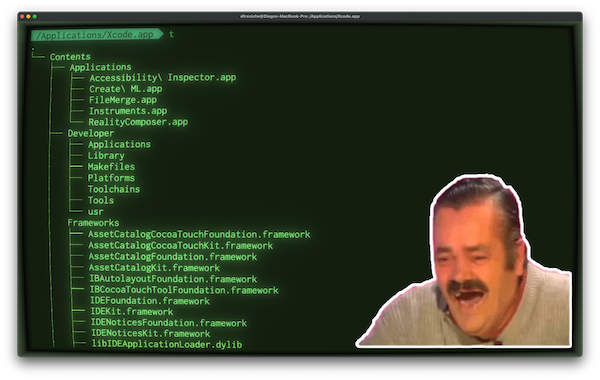 dfreniche@Diegos-MacBook-Pro:/Applications/Xcode.app
/Applications/Xcode.app t
.
└── Contents
├── Applications
│   ├── Accessibility\ Inspector.app
│   ├── Create\ ML.app
│   ├── FileMerge.app
│   ├── Instruments.app
│   └── RealityComposer.app
├── Developer
│   ├── Applications
│   ├── Library
│   ├── Makefiles
│   ├── Platforms
│   ├── Toolchains
│   ├── Tools
│   └── usr
├── Frameworks
│   ├── AssetCatalogCocoaTouchFoundation.framework
│   ├── AssetCatalogCocoaTouchKit.framework
│   ├── AssetCatalogFoundation.framework
│   ├── AssetCatalogKit.framework
│   ├── IBAutolayoutFoundation.framework
│   ├── IBCocoaTouchToolFoundation.framework
│   ├── IDEFoundation.framework
│   ├── IDEKit.framework
│   ├── IDENoticesFoundation.framework
│   ├── IDENoticesKit.framework
│   ├── libIDEApplicationLoader.dylib